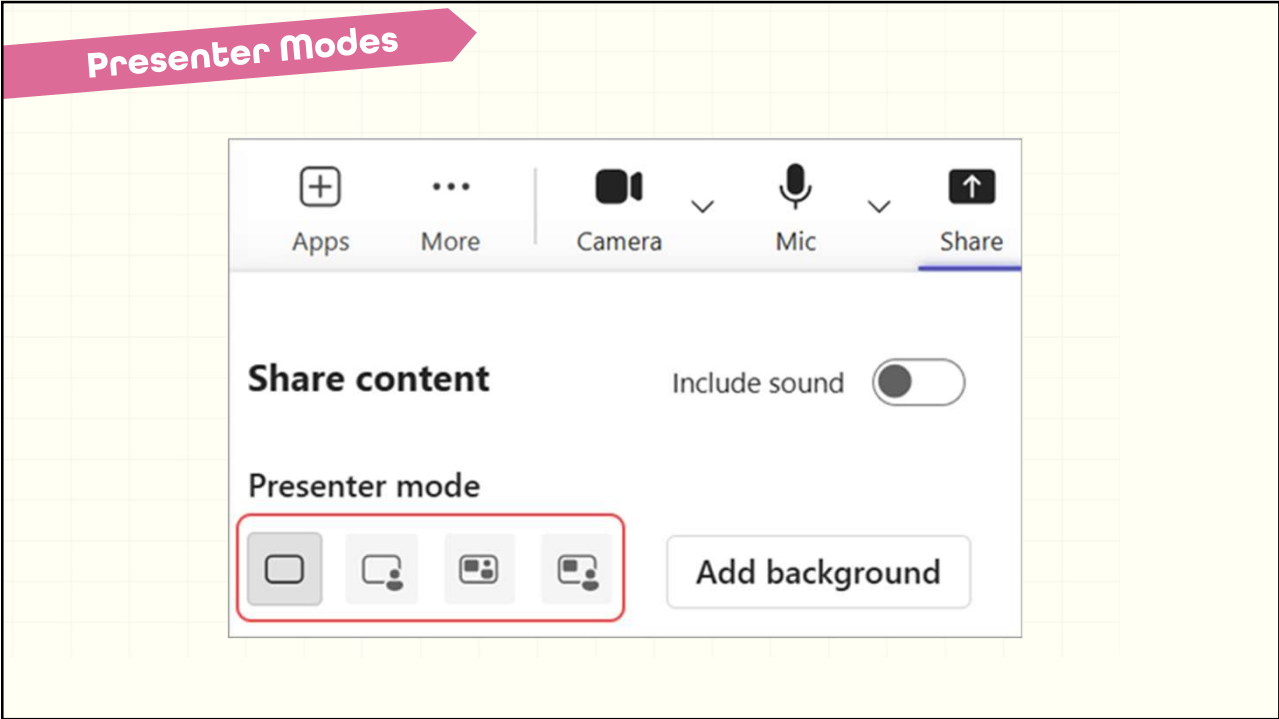 Presenter Modes
Apps More Camera Mic Share
Share content Include sound
Presenter mode
Add background